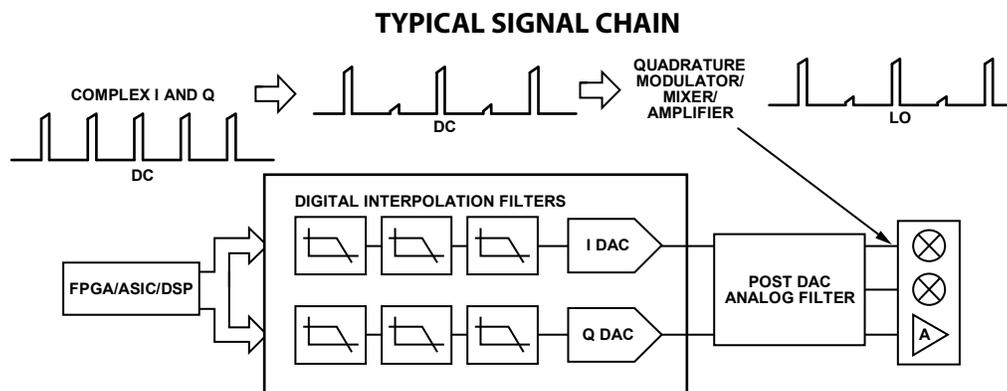 TYPICAL SIGNAL CHAIN
COMPLEX I AND Q
DC
DC
QUADRATURE
MODULATOR/
MIXER/
AMPLIFIER
LO
DIGITAL INTERPOLATION FILTERS
I DAC
FPGA/ASIC/DSP
POST DAC
ANALOG FILTER
Q DAC
A